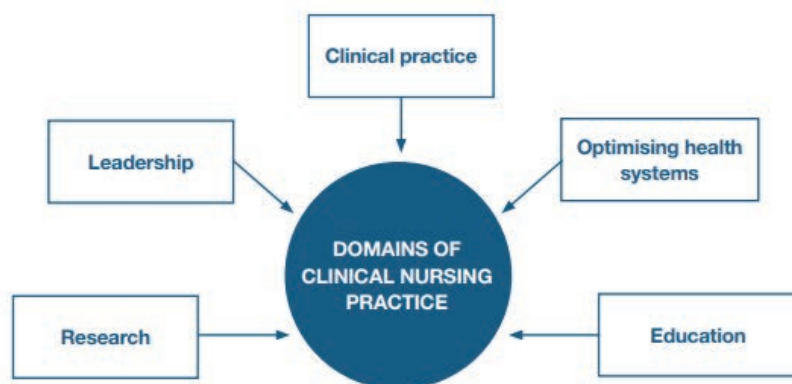 Clinical practice
Leadership
Optimising health
systems
DOMAINS OF
CLINICAL NURSING
PRACTICE
Research
Education